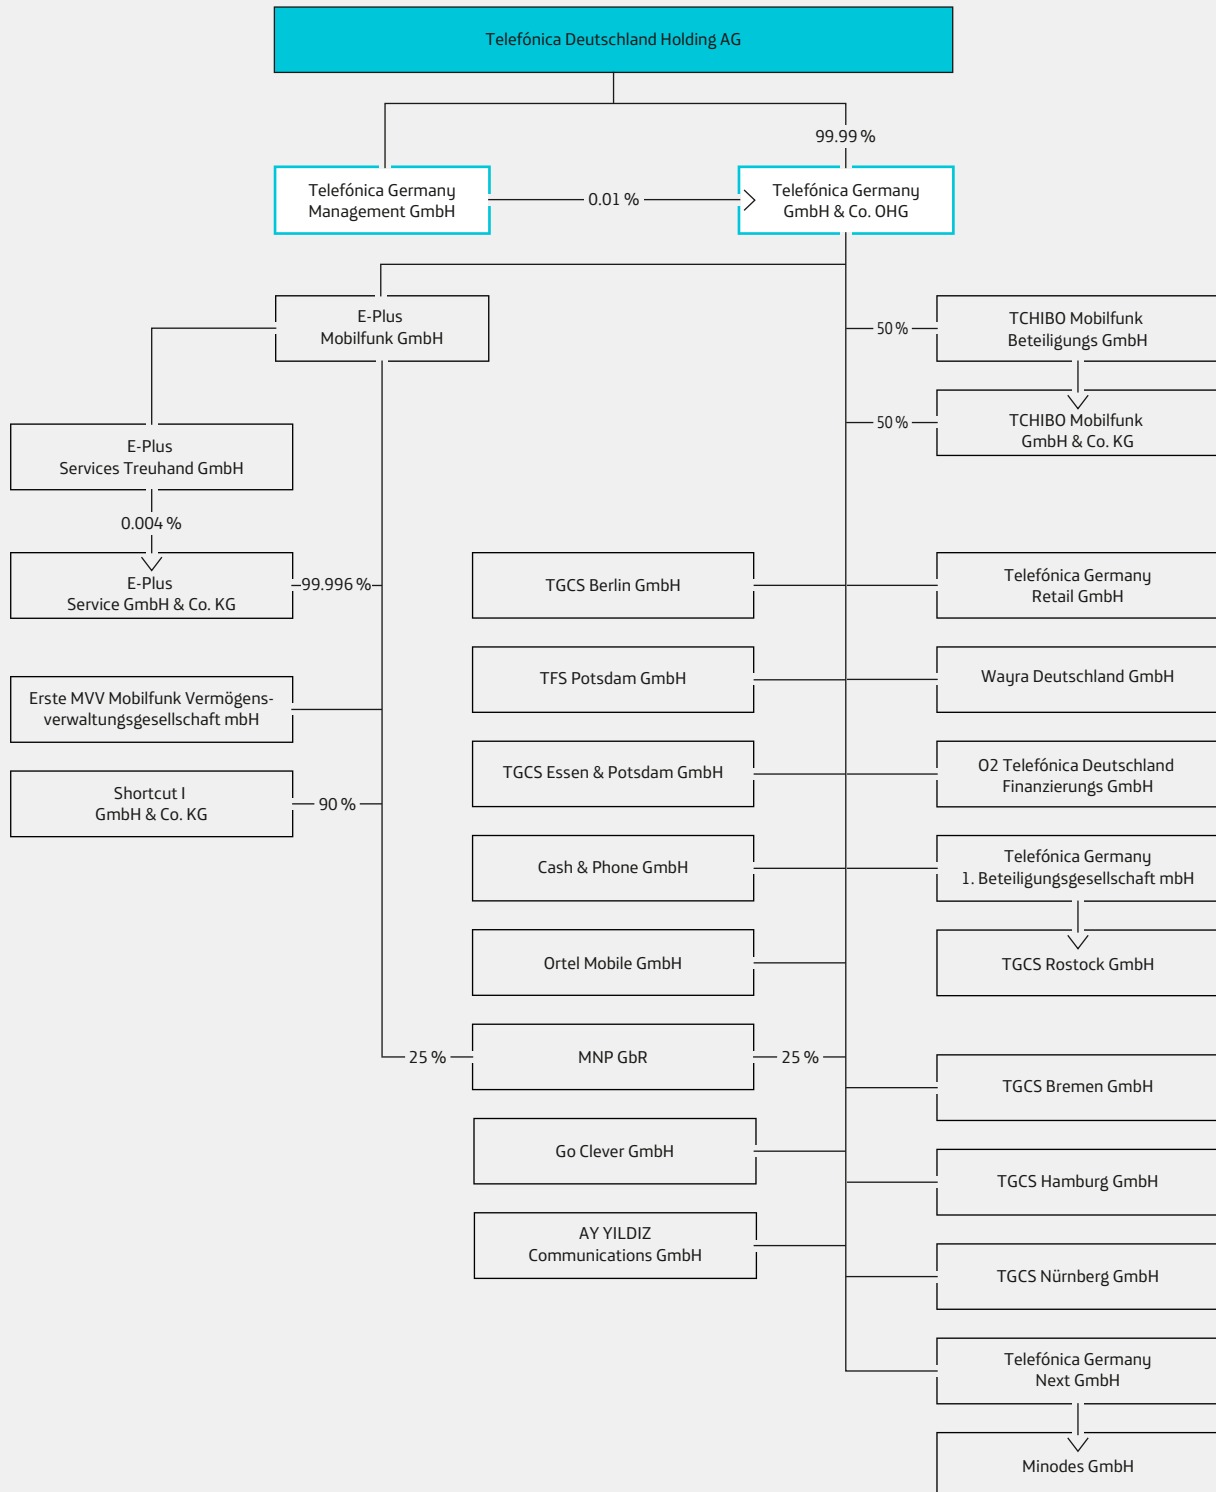 Telefónica Deutschland Holding AG
99.99 %
Telefónica Germany
Management GmbH
0.01 %
Telefónica Germany
GmbH & Co. OHG
E-Plus
Mobilfunk GmbH
50 %
TCHIBO Mobilfunk
Beteiligungs GmbH
50 %
TCHIBO Mobilfunk
GmbH & Co. KG
E-Plus
Services Treuhand GmbH
0.004 %
E-Plus
Service GmbH & Co. KG
99.996 %
TGCS Berlin GmbH
Telefónica Germany
Retail GmbH
Erste MVV Mobilfunk Vermögens-
verwaltungsgesellschaft mbH
TFS Potsdam GmbH
Wayra Deutschland GmbH
Shortcut I
GmbH & Co. KG
90 %
TGCS Essen & Potsdam GmbH
O2 Telefónica Deutschland
Finanzierungs GmbH
Cash & Phone GmbH
Telefónica Germany
1. Beteiligungsgesellschaft mbH
Ortel Mobile GmbH
TGCS Rostock GmbH
25 %
MNP GbR
25 %
TGCS Bremen GmbH
Go Clever GmbH
TGCS Hamburg GmbH
AY YILDIZ
Communications GmbH
TGCS Nürnberg GmbH
Telefónica Germany
Next GmbH
Minodes GmbH